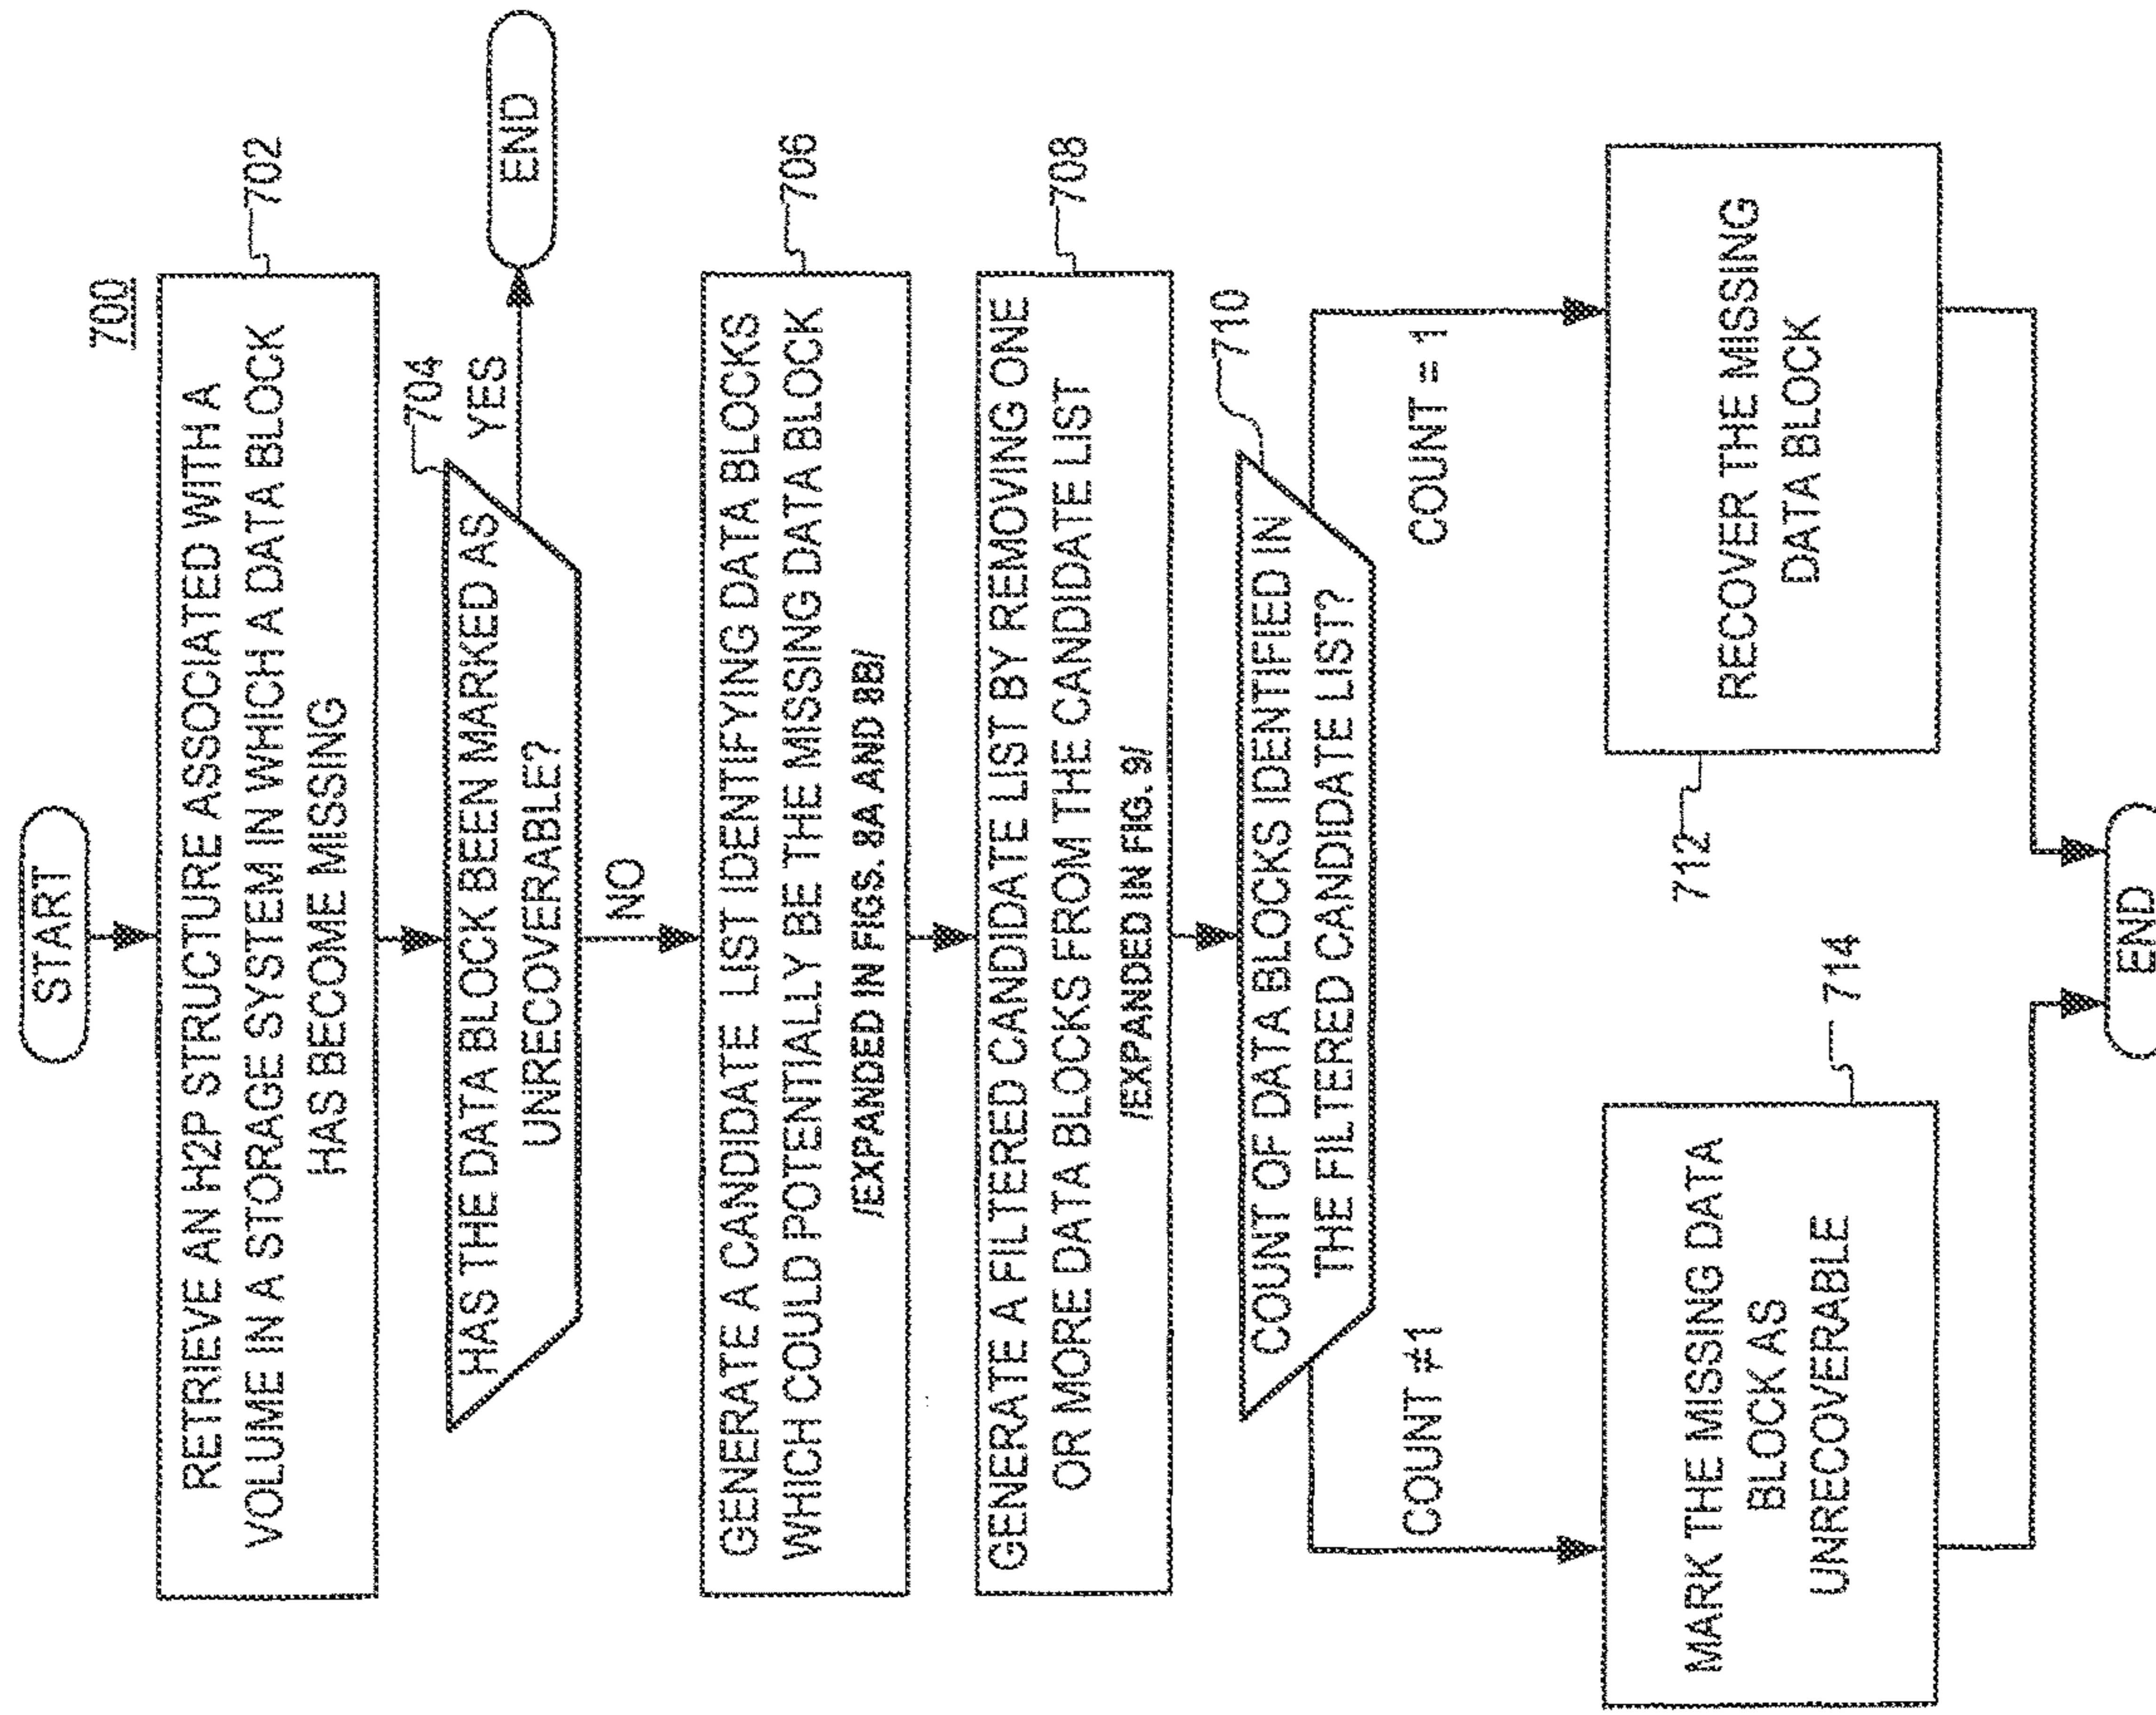 700
START
RETRIEVE AN H2P STRUCTURE ASSOCIATED WITH A
VOLUME IN A STORAGE SYSTEM IN WHICH A DATA BLOCK
HAS BECOME MISSING
702
704
HAS THE DATA BLOCK BEEN MARKED AS
UNRECOVERABLE?
YES
END
NO
GENERATE A CANDIDATE LIST IDENTIFYING DATA BLOCKS
WHICH COULD POTENTIALLY BE THE MISSING DATA BLOCK
/EXPANDED IN FIGS. 8A AND 8B/
706
GENERATE A FILTERED CANDIDATE LIST BY REMOVING ONE
OR MORE DATA BLOCKS FROM THE CANDIDATE LIST
/EXPANDED IN FIG. 9/
708
710
COUNT OF DATA BLOCKS IDENTIFIED IN
THE FILTERED CANDIDATE LIST?
COUNT ≠1
COUNT = 1
MARK THE MISSING DATA
BLOCK AS
UNRECOVERABLE
714
712
RECOVER THE MISSING
DATA BLOCK
END